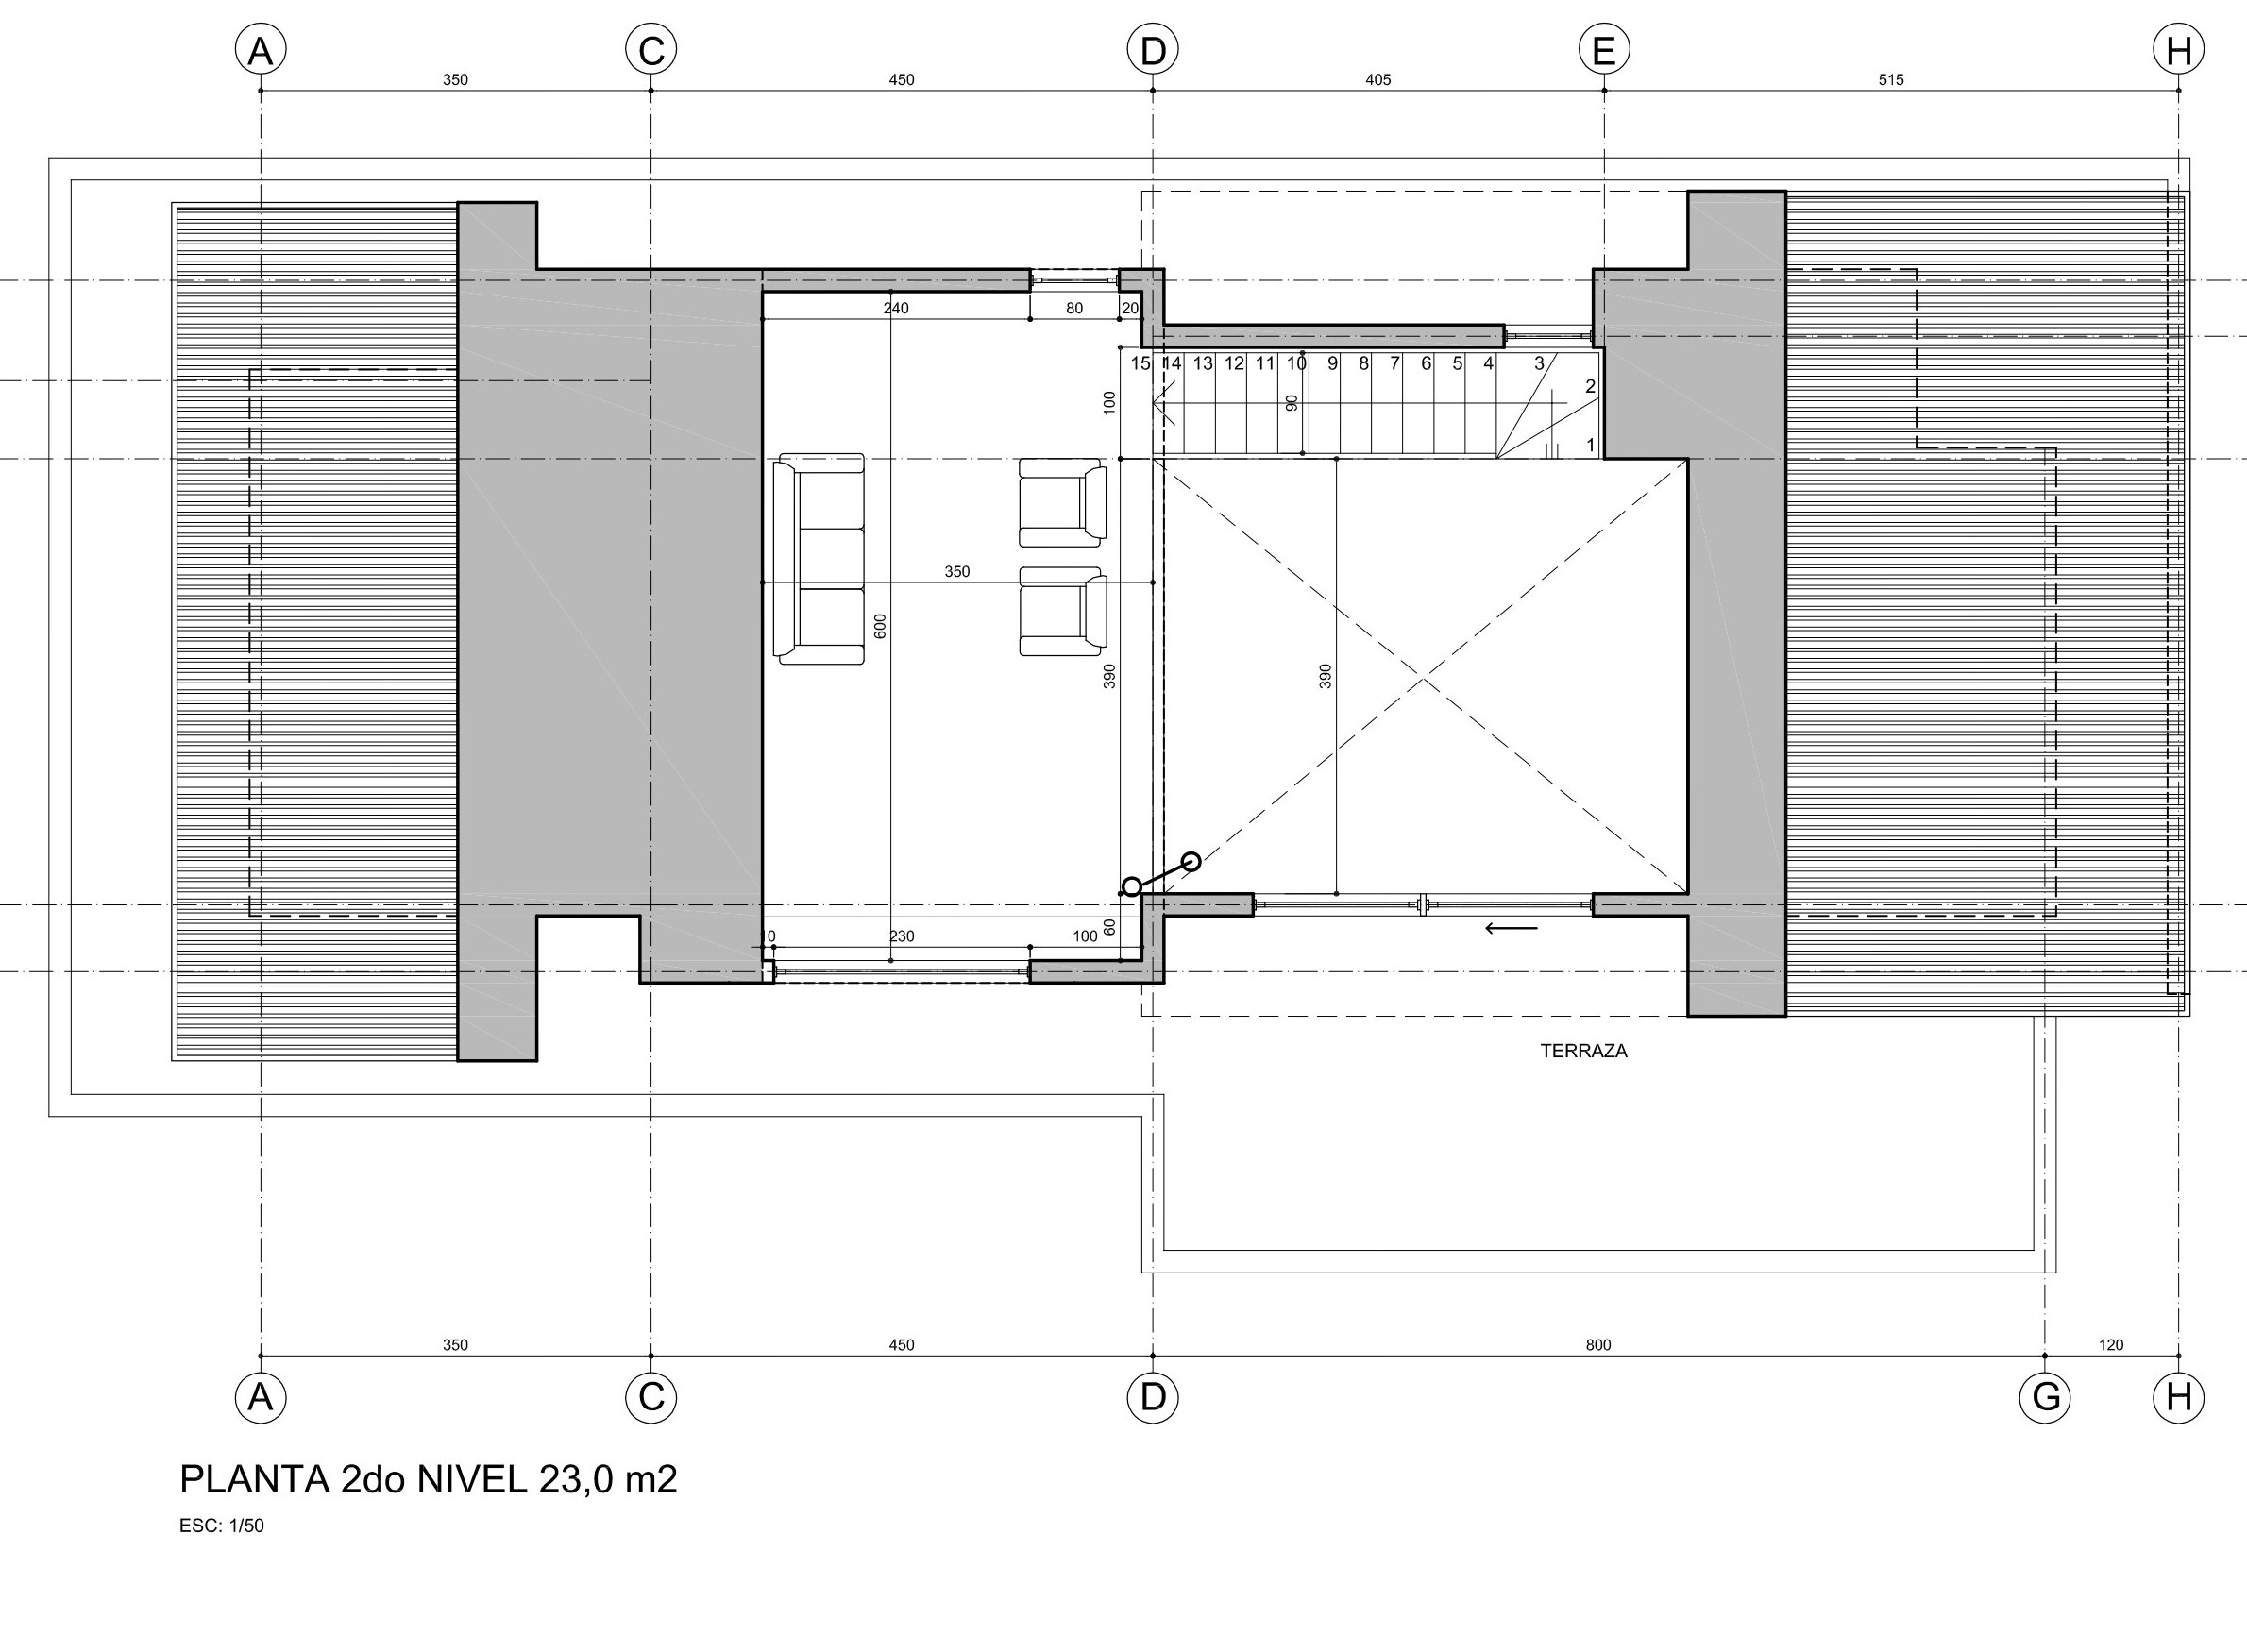 A C D E H
350 450 405 515
240 80 20
15 14 13 12 11 10 9 8 7 6 5 4 3
2
100 90
1
350
600
390 390
10 230 100 60
TERRAZA
350 450 800 120
A C D G H
PLANTA 2do NIVEL 23,0 m2
ESC: 1/50